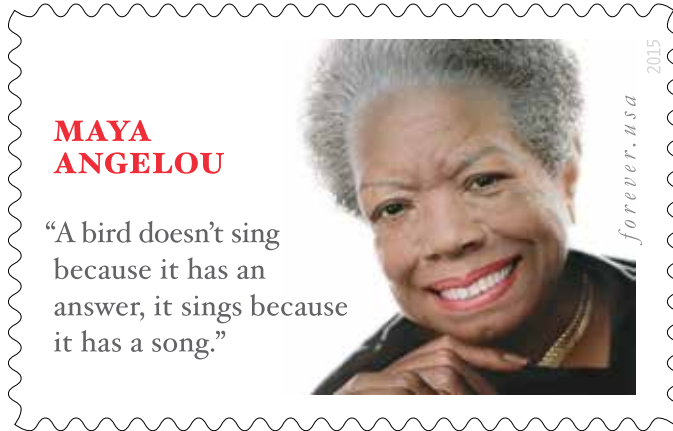 MAYA
ANGELOU
“A bird doesn’t sing
because it has an
answer, it sings because
it has a song.”
forever.usa
2015